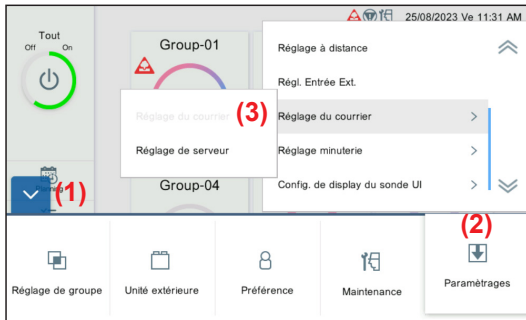 25/08/2023 Ve 11:31 AM
Tout
Off On
Group-01
Réglage à distance
Régl. Entrée Ext.
Réglage du courrier (3) Réglage du courrier >
Réglage de serveur
Réglage minuterie >
(1)
Group-04
Config. de display du sonde UI >
(2)
Réglage de groupe
Unité extérieure
Préférence
Maintenance
Paramètrages